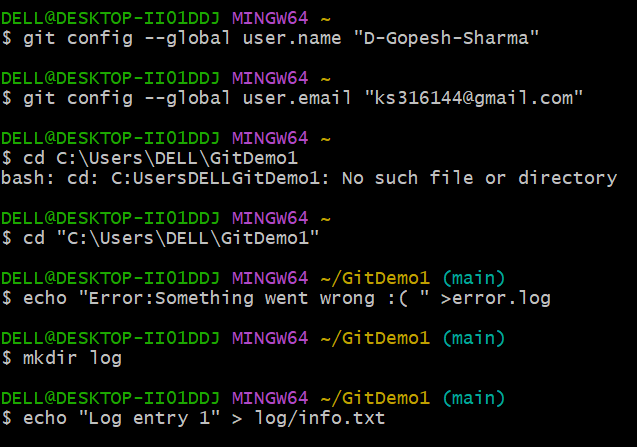 DELL@DESKTOP-II01DDJ MINGW64 ~
$ git config --global user.name "D-Gopesh-Sharma"
DELL@DESKTOP-II01DDJ MINGW64 ~
$ git config --global user.email "ks316144@gmail.com"
DELL@DESKTOP-II01DDJ MINGW64 ~
$ cd C:\Users\DELL\GitDemo1
bash: cd: C:UsersDELLGitDemo1: No such file or directory
DELL@DESKTOP-II01DDJ MINGW64 ~
$ cd "C:\Users\DELL\GitDemo1"
DELL@DESKTOP-II01DDJ MINGW64 ~/GitDemo1 (main)
$ echo "Error:Something went wrong :( " >error.log
DELL@DESKTOP-II01DDJ MINGW64 ~/GitDemo1 (main)
$ mkdir log
DELL@DESKTOP-II01DDJ MINGW64 ~/GitDemo1 (main)
$ echo "Log entry 1" > log/info.txt